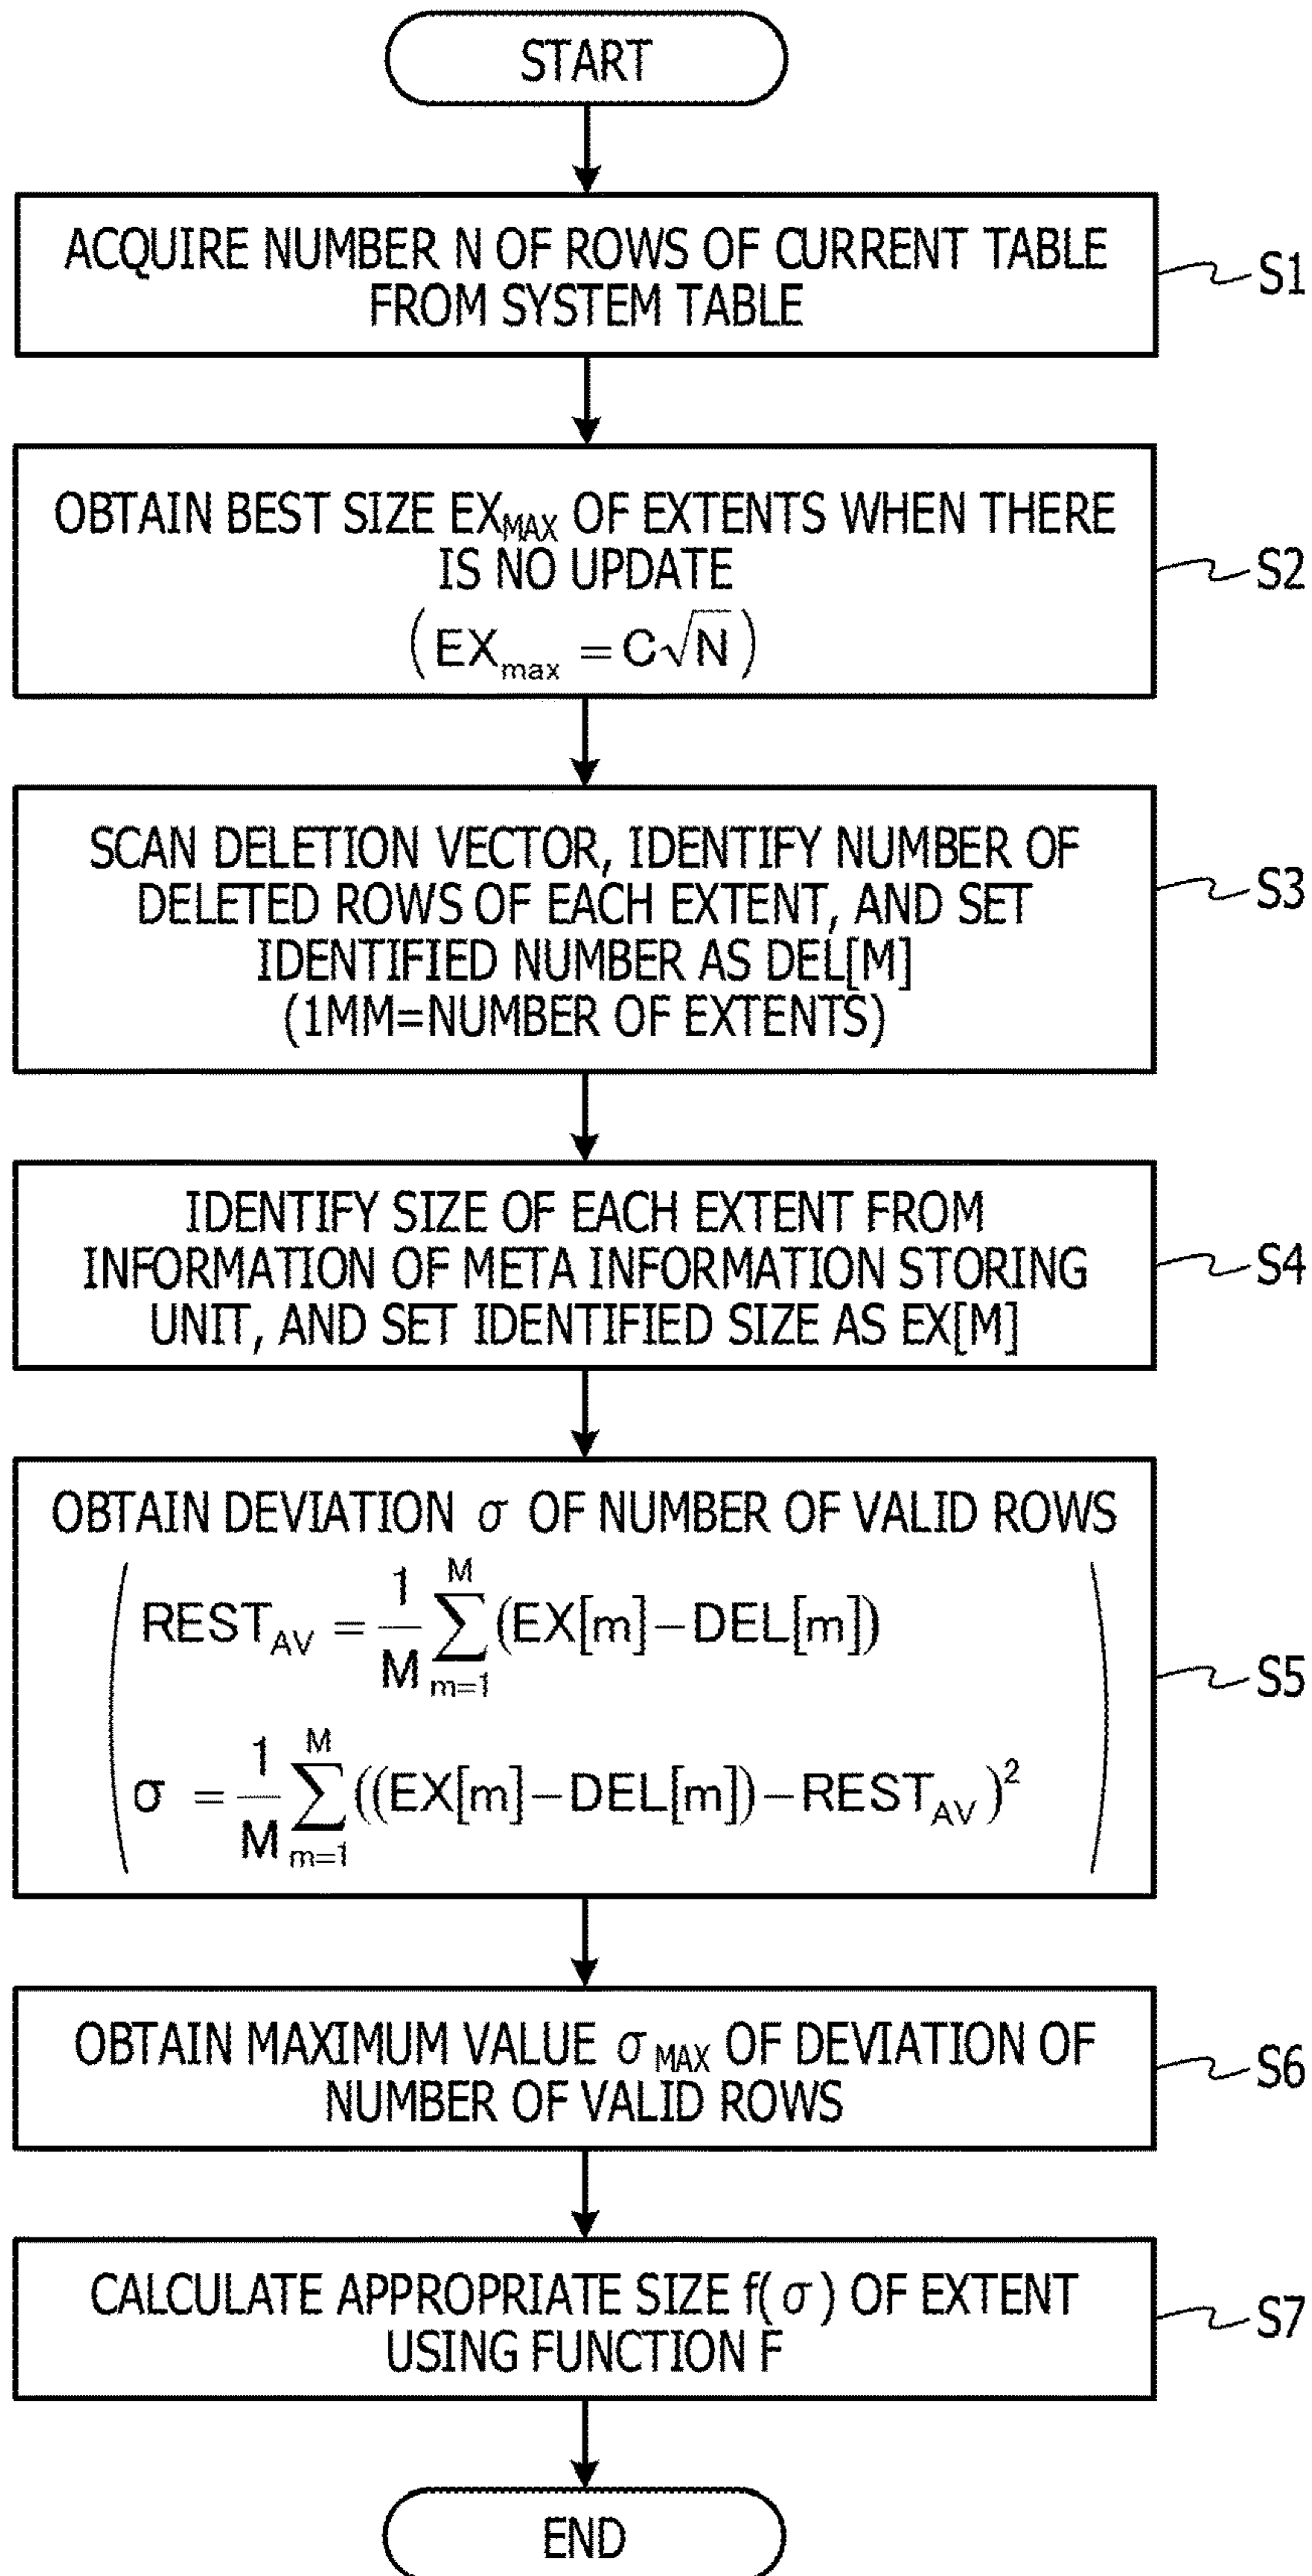 START
ACQUIRE NUMBER N OF ROWS OF CURRENT TABLE
FROM SYSTEM TABLE
S1
OBTAIN BEST SIZE EX_MAX OF EXTENTS WHEN THERE
IS NO UPDATE
(EX_max = C√N)
S2
SCAN DELETION VECTOR, IDENTIFY NUMBER OF
DELETED ROWS OF EACH EXTENT, AND SET
IDENTIFIED NUMBER AS DEL[M]
(1MM=NUMBER OF EXTENTS)
S3
IDENTIFY SIZE OF EACH EXTENT FROM
INFORMATION OF META INFORMATION STORING
UNIT, AND SET IDENTIFIED SIZE AS EX[M]
S4
OBTAIN DEVIATION σ OF NUMBER OF VALID ROWS
REST_AV = 1/M ∑_{m=1}^{M} (EX[m]−DEL[m])
σ = 1/M ∑_{m=1}^{M} ((EX[m]−DEL[m])−REST_AV)^2
S5
OBTAIN MAXIMUM VALUE σ_MAX OF DEVIATION OF
NUMBER OF VALID ROWS
S6
CALCULATE APPROPRIATE SIZE f(σ) OF EXTENT
USING FUNCTION F
S7
END